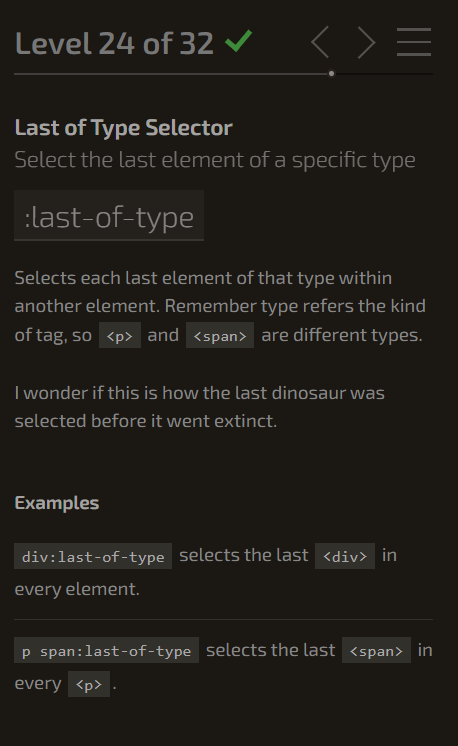 Level 24 of 32
Last of Type Selector
Select the last element of a specific type
:last-of-type
Selects each last element of that type within
another element. Remember type refers the kind
of tag, so <p> and <span> are different types.
I wonder if this is how the last dinosaur was
selected before it went extinct.
Examples
div:last-of-type selects the last <div> in
every element.
p span:last-of-type selects the last <span> in
every <p>.